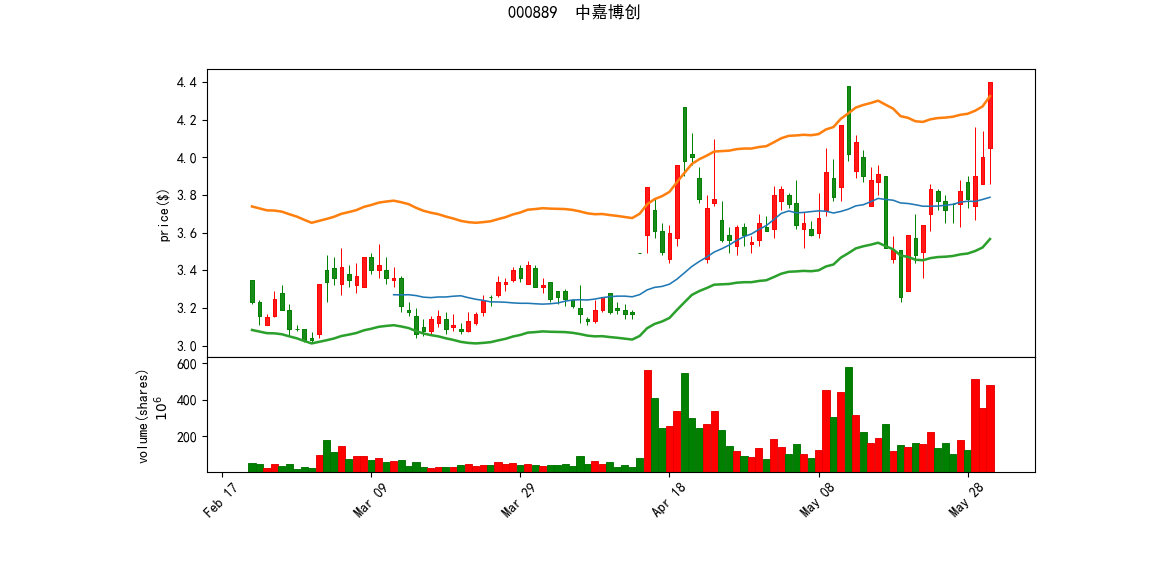 000889 中嘉博创
price($)
4.4
4.2
4.0
3.8
3.6
3.4
3.2
3.0
volume(shares)
10^6
600
400
200
Feb 17
Mar 09
Mar 29
Apr 18
May 08
May 28